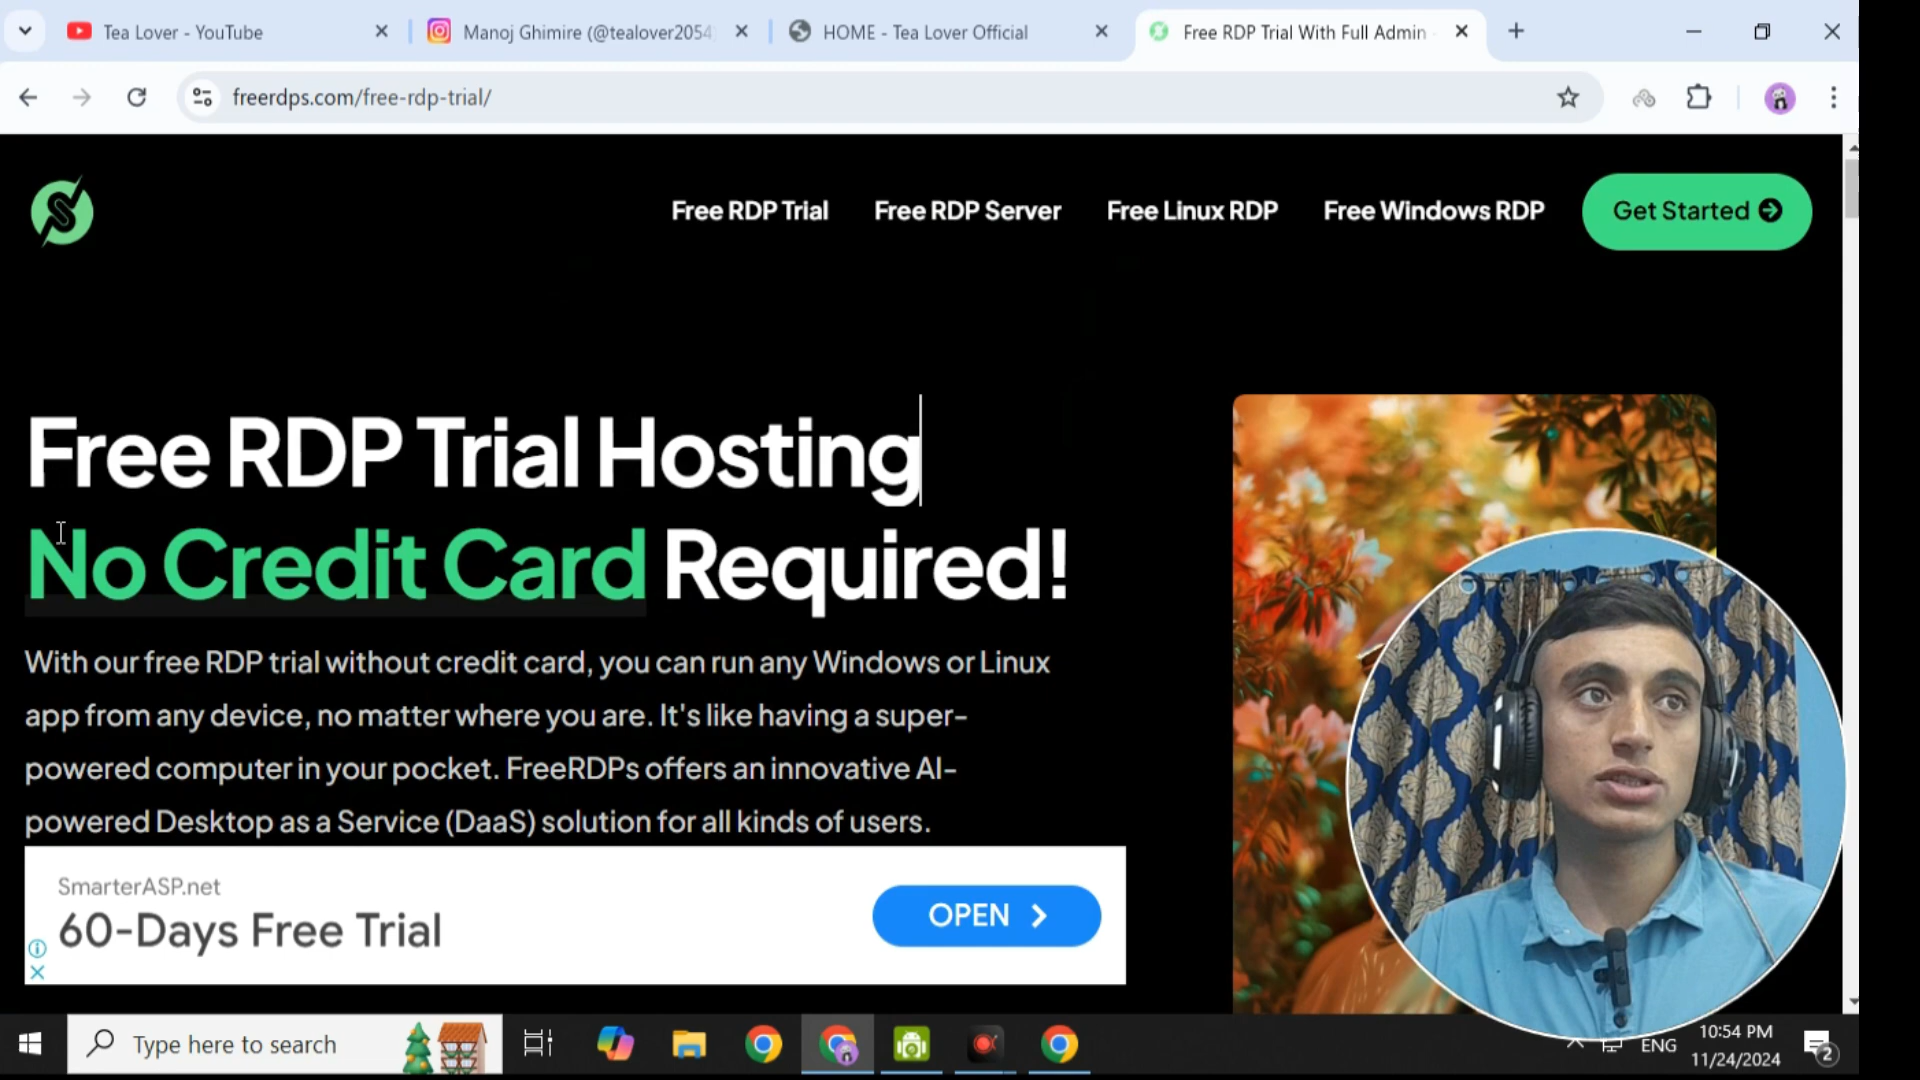 Tea Lover - YouTube
Manoj Ghimire (@tealover2054
HOME - Tea Lover Official
Free RDP Trial With Full Admin
freerdps.com/free-rdp-trial/
Free RDP Trial
Free RDP Server
Free Linux RDP
Free Windows RDP
Get Started
Free RDP Trial Hosting
No Credit Card Required!
With our free RDP trial without credit card, you can run any Windows or Linux
app from any device, no matter where you are. It's like having a super-
powered computer in your pocket. FreeRDPs offers an innovative AI-
powered Desktop as a Service (DaaS) solution for all kinds of users.
SmarterASP.net
60-Days Free Trial
OPEN
Type here to search
ENG
10:54 PM
11/24/2024
2